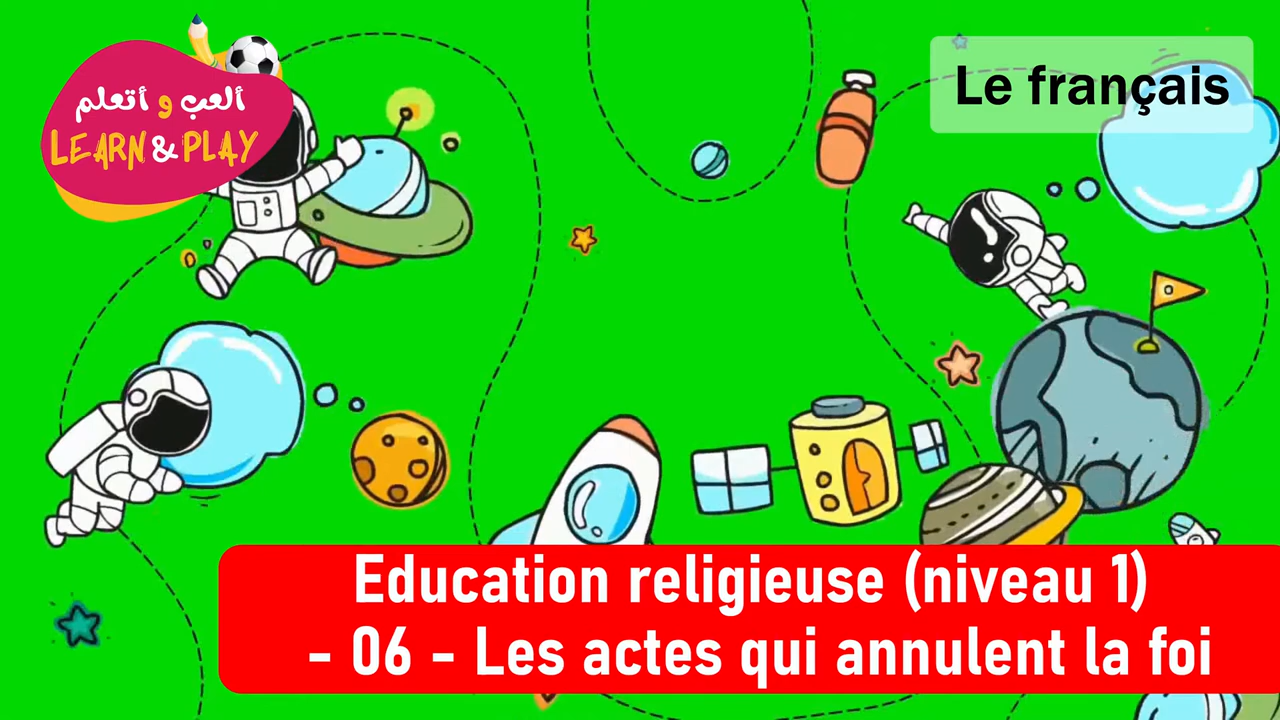 ألعب و أتعلم
LEARN & PLAY
Le français
Education religieuse (niveau 1)
- 06 - Les actes qui annulent la foi